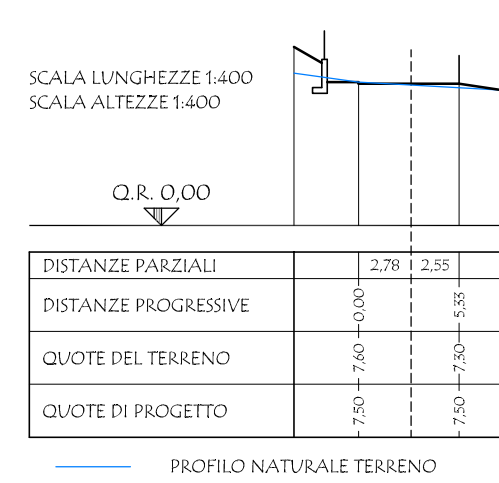 SCALA LUNGHEZZE 1:400
SCALA ALTEZZE 1:400
Q.R. 0,00
DISTANZE PARZIALI 2,78 2,55
DISTANZE PROGRESSIVE 0,00 5,33
QUOTE DEL TERRENO 7,60 7,30
QUOTE DI PROGETTO 7,50 7,50
PROFILO NATURALE TERRENO